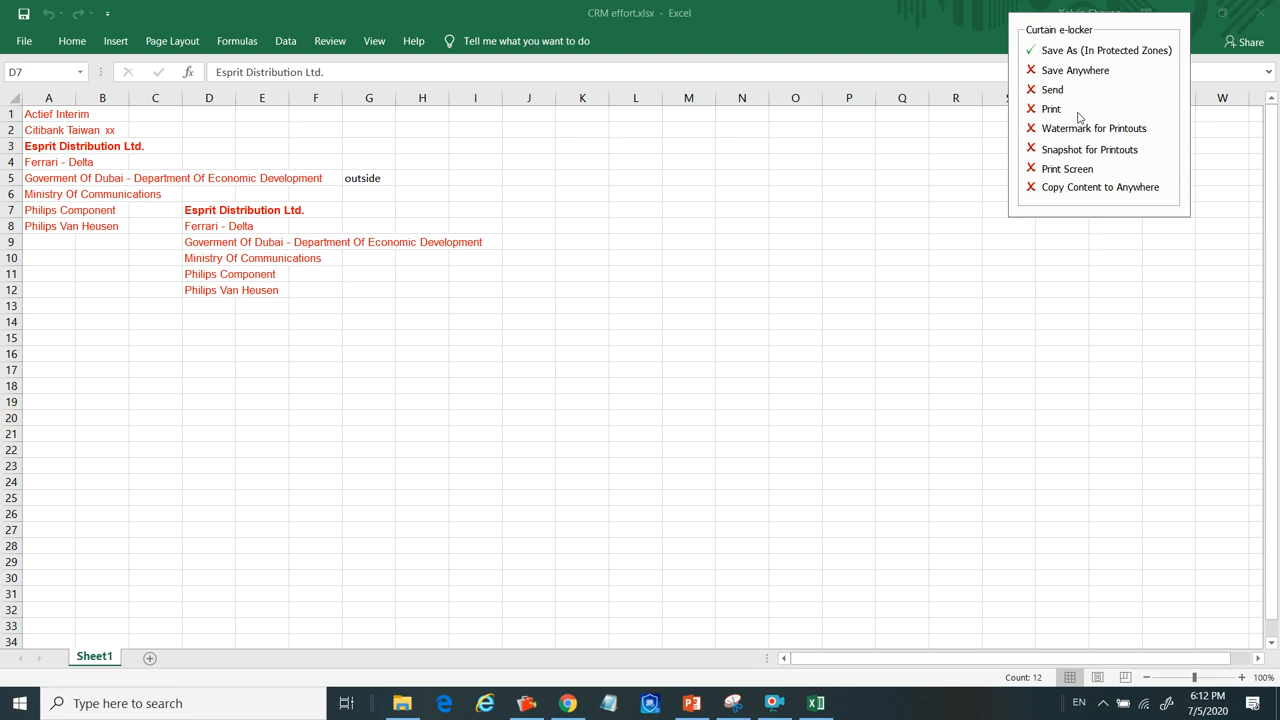 CRM effort.xlsx - Excel
File Home Insert Page Layout Formulas Data Review View Help Tell me what you want to do Share
D7 fx Esprit Distribution Ltd.
Curtain e-locker
Save As (In Protected Zones)
Save Anywhere
Send
Print
Watermark for Printouts
Snapshot for Printouts
Print Screen
Copy Content to Anywhere
A B C D E F G H I J K L M N O P Q R S W
1 Actief Interim
2 Citibank Taiwan xx
3 Esprit Distribution Ltd.
4 Ferrari - Delta
5 Goverment Of Dubai - Department Of Economic Development outside
6 Ministry Of Communications
7 Philips Component Esprit Distribution Ltd.
8 Philips Van Heusen Ferrari - Delta
9 Goverment Of Dubai - Department Of Economic Development
10 Ministry Of Communications
11 Philips Component
12 Philips Van Heusen
13
14
15
16
17
18
19
20
21
22
23
24
25
26
27
28
29
30
31
32
33
34
Sheet1
Count: 12 100%
Type here to search EN 6:12 PM
7/5/2020